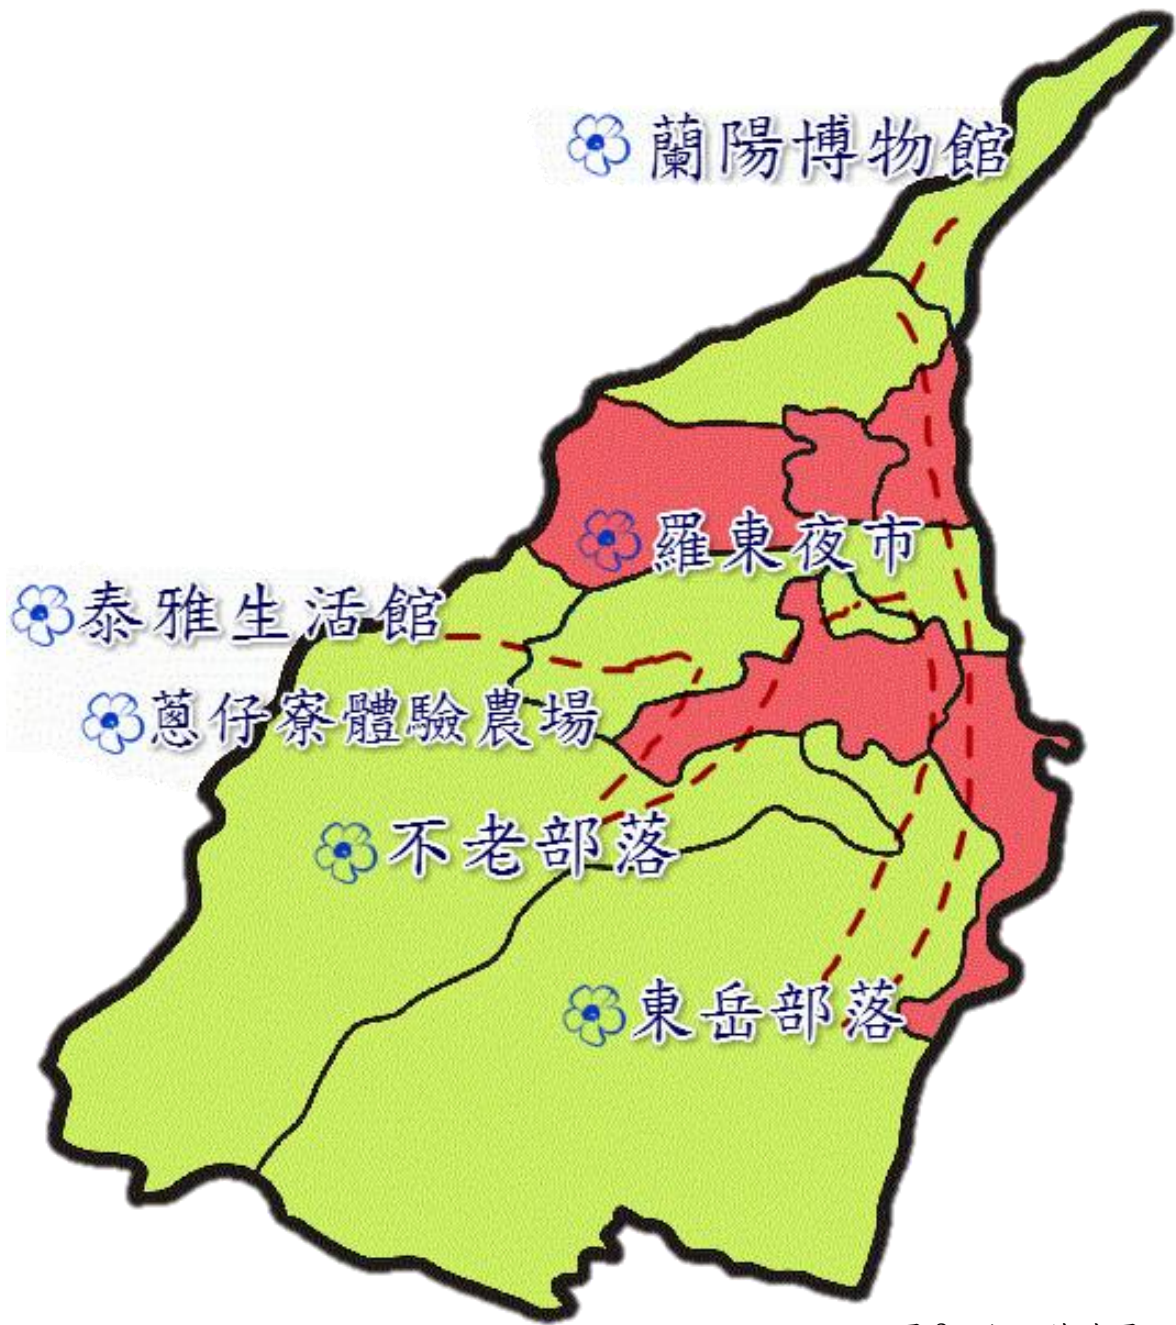 蘭陽博物館
羅東夜市
泰雅生活館
蔥仔寮體驗農場
不老部落
東岳部落